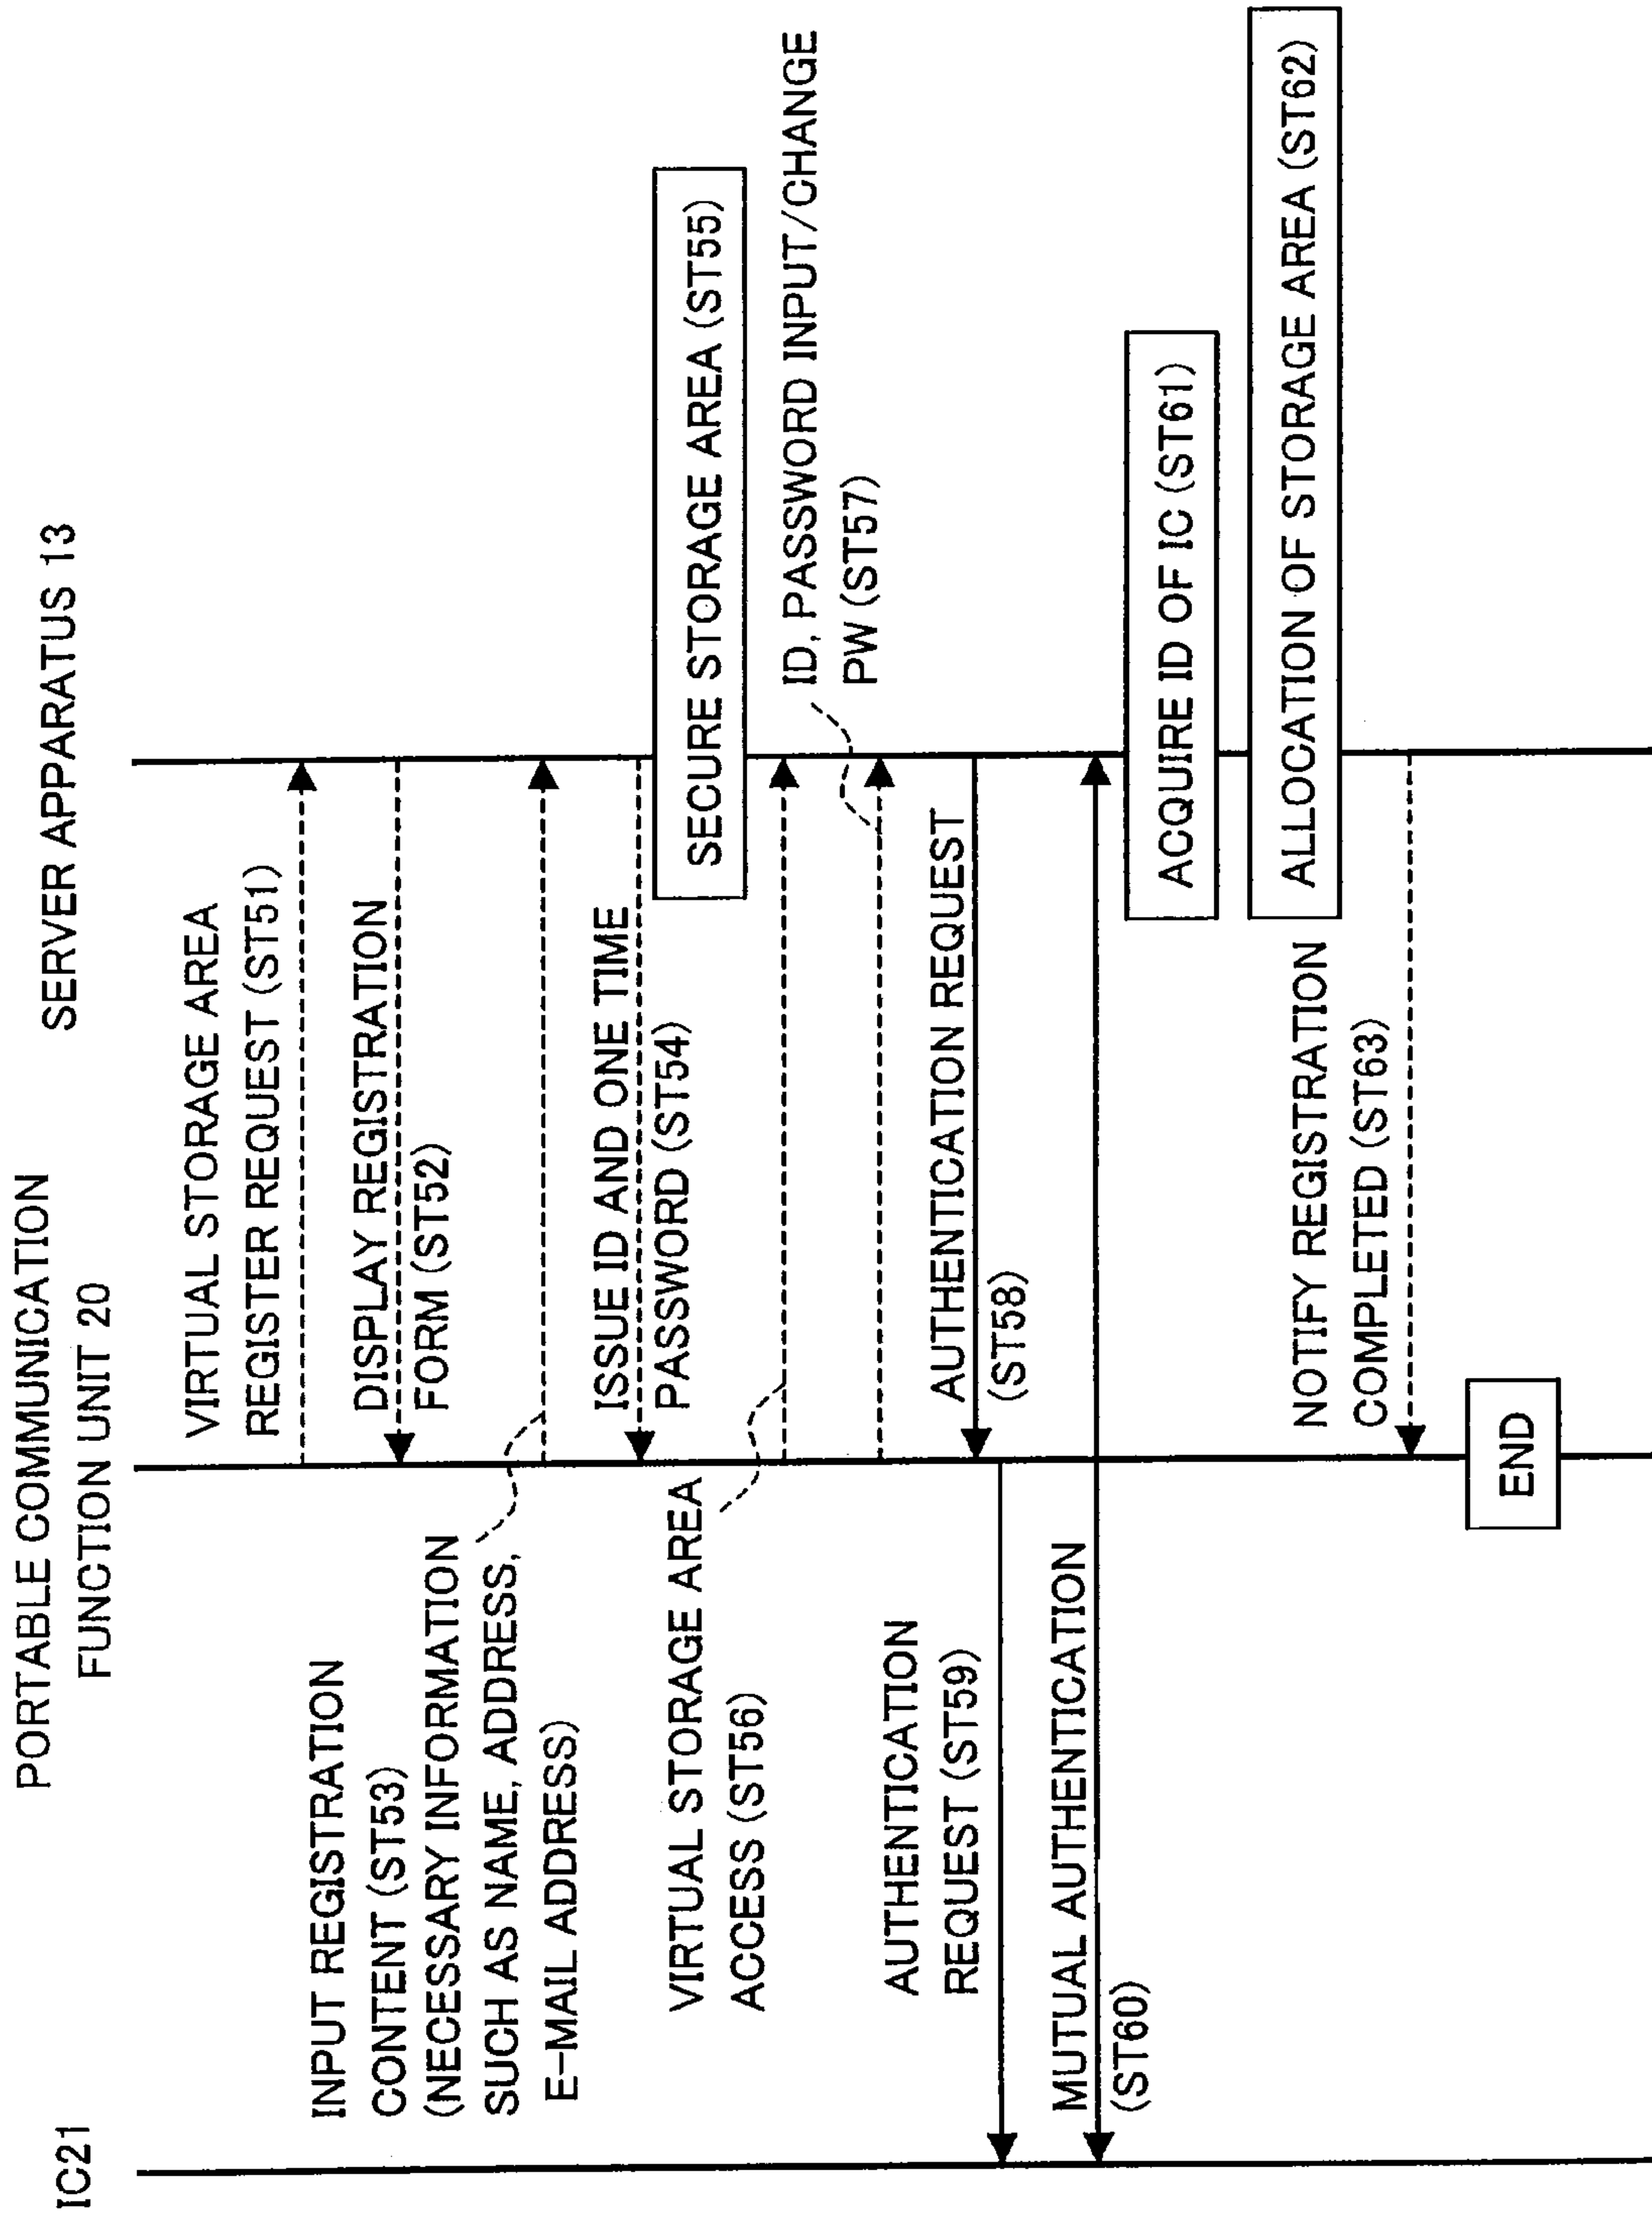 IC21
PORTABLE COMMUNICATION
FUNCTION UNIT 20
SERVER APPARATUS 13
VIRTUAL STORAGE AREA
REGISTER REQUEST (ST51)
DISPLAY REGISTRATION
FORM (ST52)
INPUT REGISTRATION
CONTENT (ST53)
(NECESSARY INFORMATION
SUCH AS NAME, ADDRESS,
E-MAIL ADDRESS)
ISSUE ID AND ONE TIME
PASSWORD (ST54)
SECURE STORAGE AREA (ST55)
VIRTUAL STORAGE AREA
ACCESS (ST56)
ID, PASSWORD INPUT/CHANGE
PW (ST57)
AUTHENTICATION REQUEST
(ST58)
AUTHENTICATION
REQUEST (ST59)
MUTUAL AUTHENTICATION
(ST60)
ACQUIRE ID OF IC (ST61)
ALLOCATION OF STORAGE AREA (ST62)
NOTIFY REGISTRATION
COMPLETED (ST63)
END